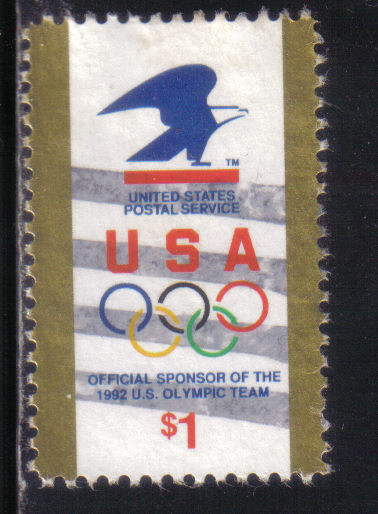 TM
UNITED STATES
POSTAL SERVICE
USA
OFFICIAL SPONSOR OF THE
1992 U.S. OLYMPIC TEAM
$1